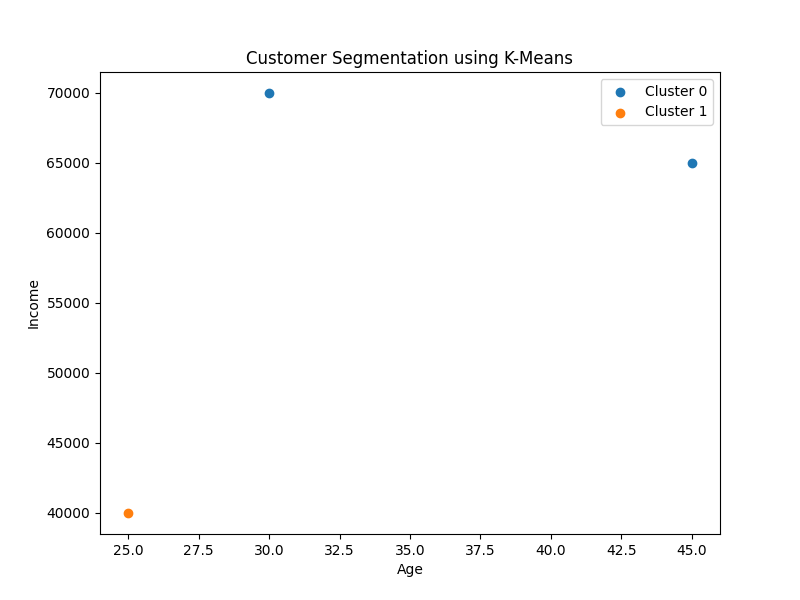 Customer Segmentation using K-Means
Cluster 0
Cluster 1
70000
65000
60000
55000
50000
45000
40000
Income
25.0 27.5 30.0 32.5 35.0 37.5 40.0 42.5 45.0
Age